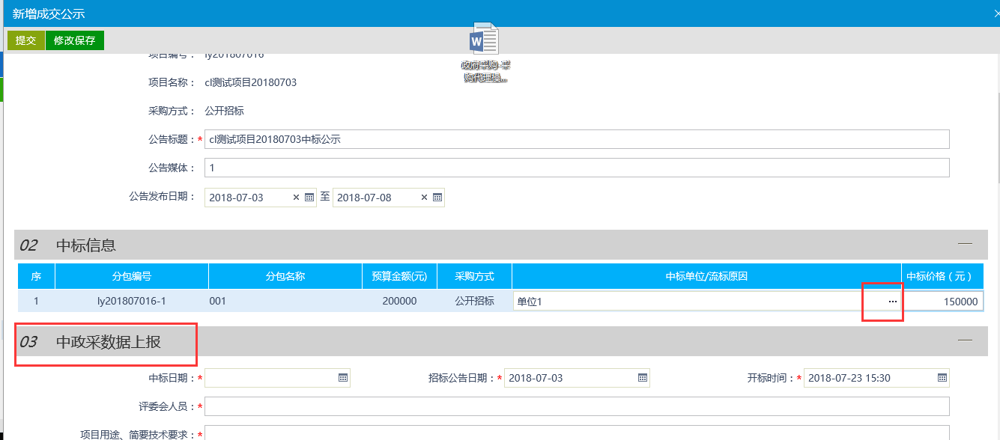 新增成交公示
提交 修改保存
W
政府采购-采
购代理操...
项目编号： ly201807016
项目名称： cl测试项目20180703
采购方式： 公开招标
公告标题：* cl测试项目20180703中标公示
公告媒体： 1
公告发布日期： 2018-07-03 × 至 2018-07-08 ×
02 中标信息
序 分包编号 分包名称 预算金额(元) 采购方式 中标单位/流标原因 中标价格（元）
1 ly201807016-1 001 200000 公开招标 单位1 ... 150000
03 中政采数据上报
中标日期：* 招标公告日期：* 2018-07-03 开标时间：* 2018-07-23 15:30
评委会人员：*
项目用途、简要技术要求：*